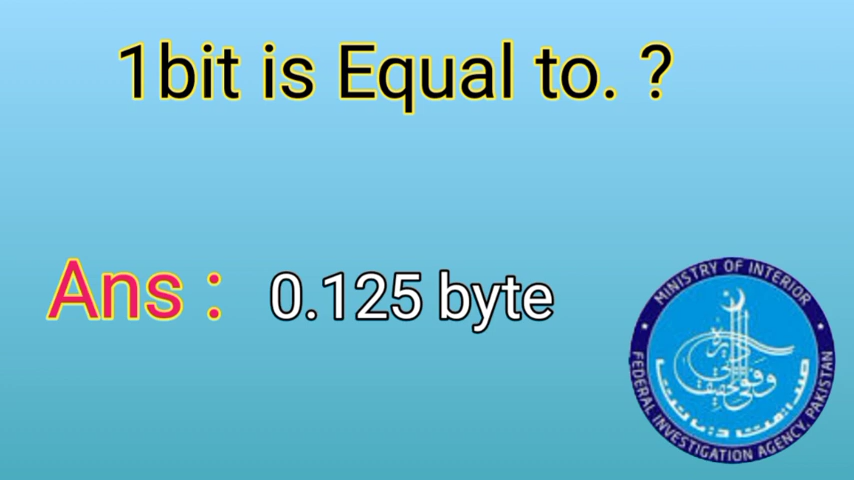 1bit is Equal to. ?
Ans : 0.125 byte
MINISTRY OF INTERIOR
FEDERAL INVESTIGATION AGENCY, PAKISTAN